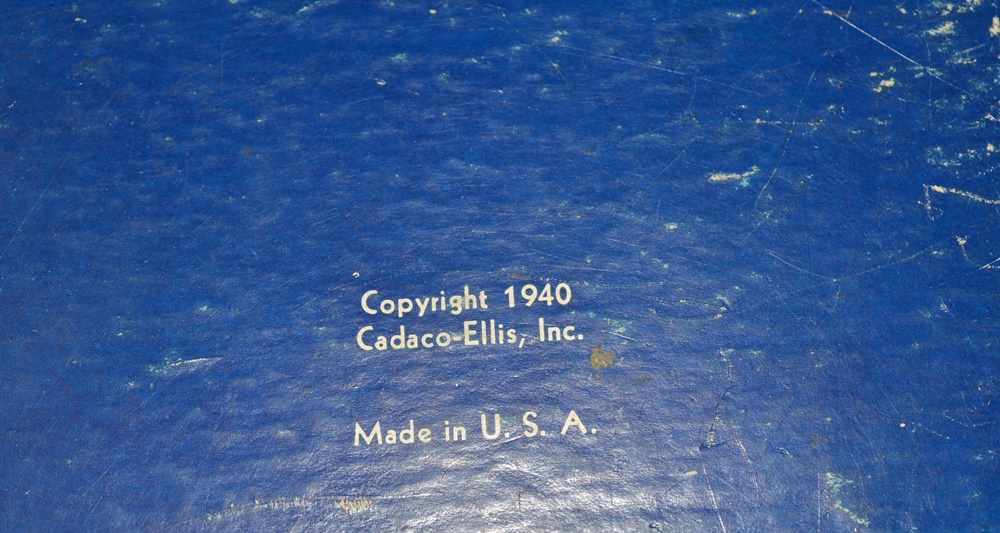 Copyright 1940
Cadaco-Ellis, Inc.
Made in U. S. A.